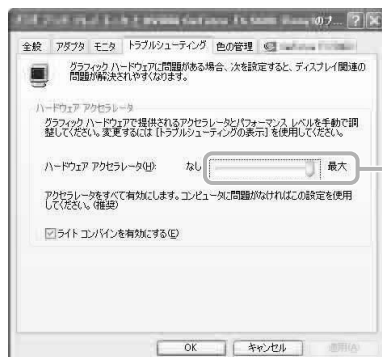 のプ...
全般 アダプタ モニタ トラブルシューティング 色の管理
グラフィック ハードウェアに問題がある場合、次を設定すると、ディスプレイ関連の
問題が解決されやすくなります。
ハードウェア アクセラレータ
グラフィック ハードウェアで提供されるアクセラレータとパフォーマンス レベルを手動で調
整してください。変更するには [トラブルシューティングの表示] を使用してください。
ハードウェア アクセラレータ(H): なし 最大
アクセラレータをすべて有効にします。コンピュータに問題がなければこの設定を使用
してください。(推奨)
ライト コンバインを有効にする(E)
OK キャンセル 適用(A)